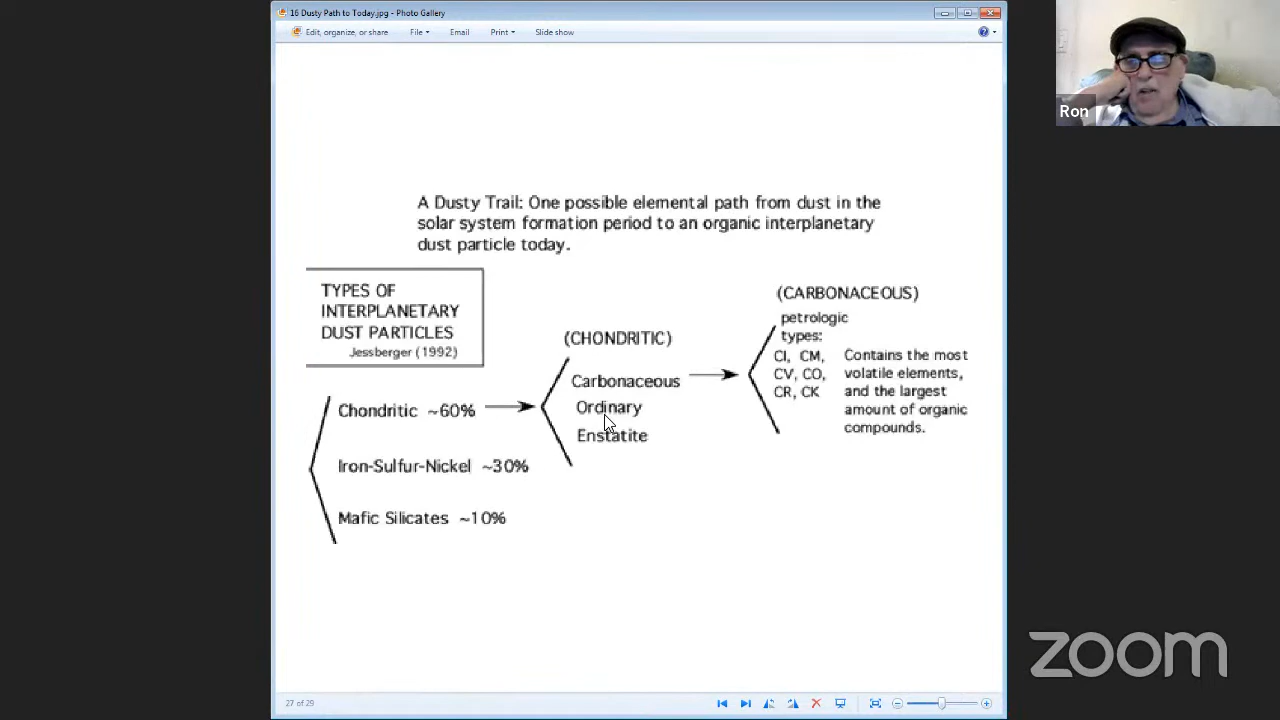 16 Dusty Path to Today.jpg - Photo Gallery
Edit, organize, or share File Email Print Slide show
Ron
A Dusty Trail: One possible elemental path from dust in the
solar system formation period to an organic interplanetary
dust particle today.
TYPES OF
INTERPLANETARY
DUST PARTICLES
Jessberger (1992)
Chondritic ~60%
Iron-Sulfur-Nickel ~30%
Mafic Silicates ~10%
(CHONDRITIC)
Carbonaceous
Ordinary
Enstatite
(CARBONACEOUS)
petrologic
types:
CI, CM,
CV, CO,
CR, CK
Contains the most
volatile elements,
and the largest
amount of organic
compounds.
27 of 29
zoom